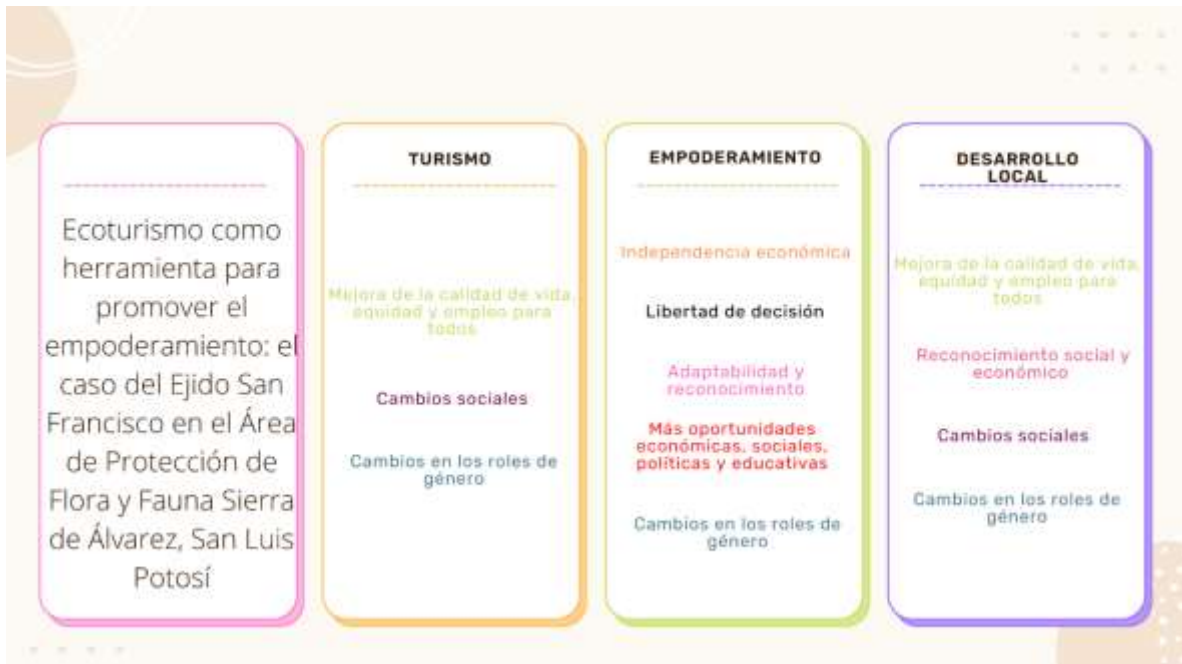 Ecoturismo como
herramienta para
promover el
empoderamiento: el
caso del Ejido San
Francisco en el Área
de Protección de
Flora y Fauna Sierra
de Álvarez, San Luis
Potosí
TURISMO
Mejora de la calidad de vida,
equidad y empleo para
todos
Cambios sociales
Cambios en los roles de
género
EMPODERAMIENTO
Independencia económica
Libertad de decisión
Adaptabilidad y
reconocimiento
Más oportunidades
económicas, sociales,
políticas y educativas
Cambios en los roles de
género
DESARROLLO
LOCAL
Mejora de la calidad de vida,
equidad y empleo para
todos
Reconocimiento social y
económico
Cambios sociales
Cambios en los roles de
género